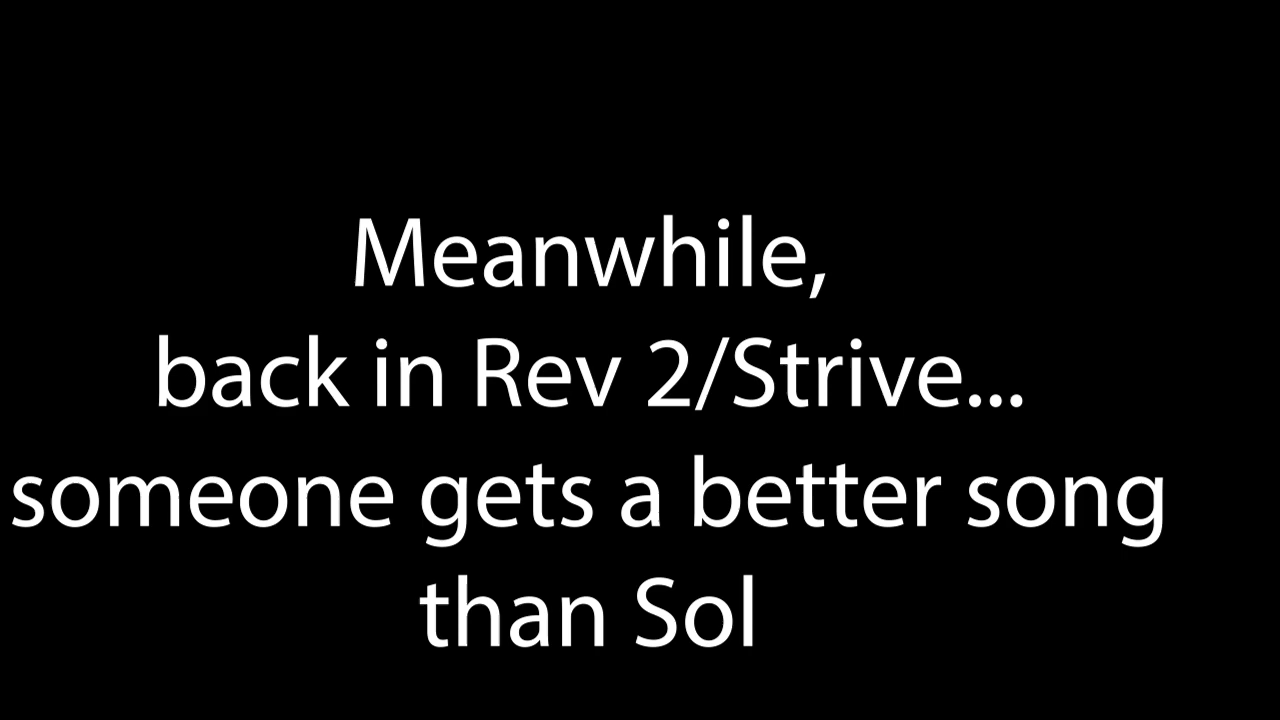 Meanwhile,
back in Rev 2/Strive...
someone gets a better song
than Sol